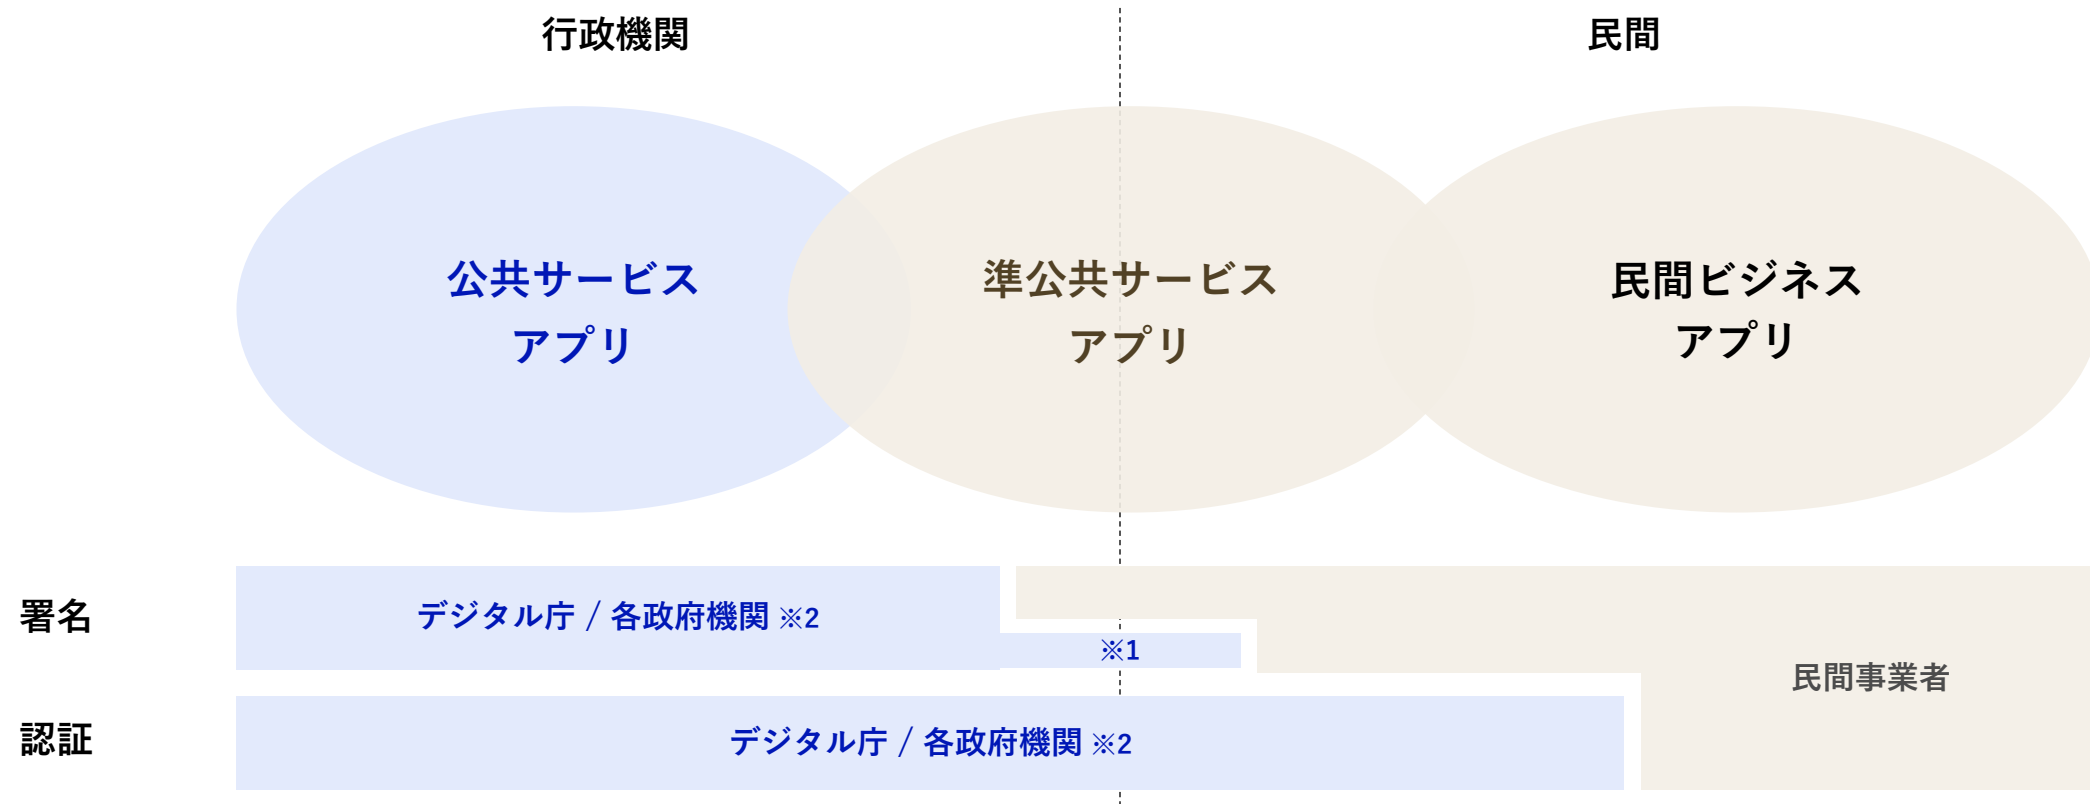 行政機関
民間
公共サービス
アプリ
準公共サービス
アプリ
民間ビジネス
アプリ
署名
デジタル庁 / 各政府機関 ※2
※1
民間事業者
認証
デジタル庁 / 各政府機関 ※2